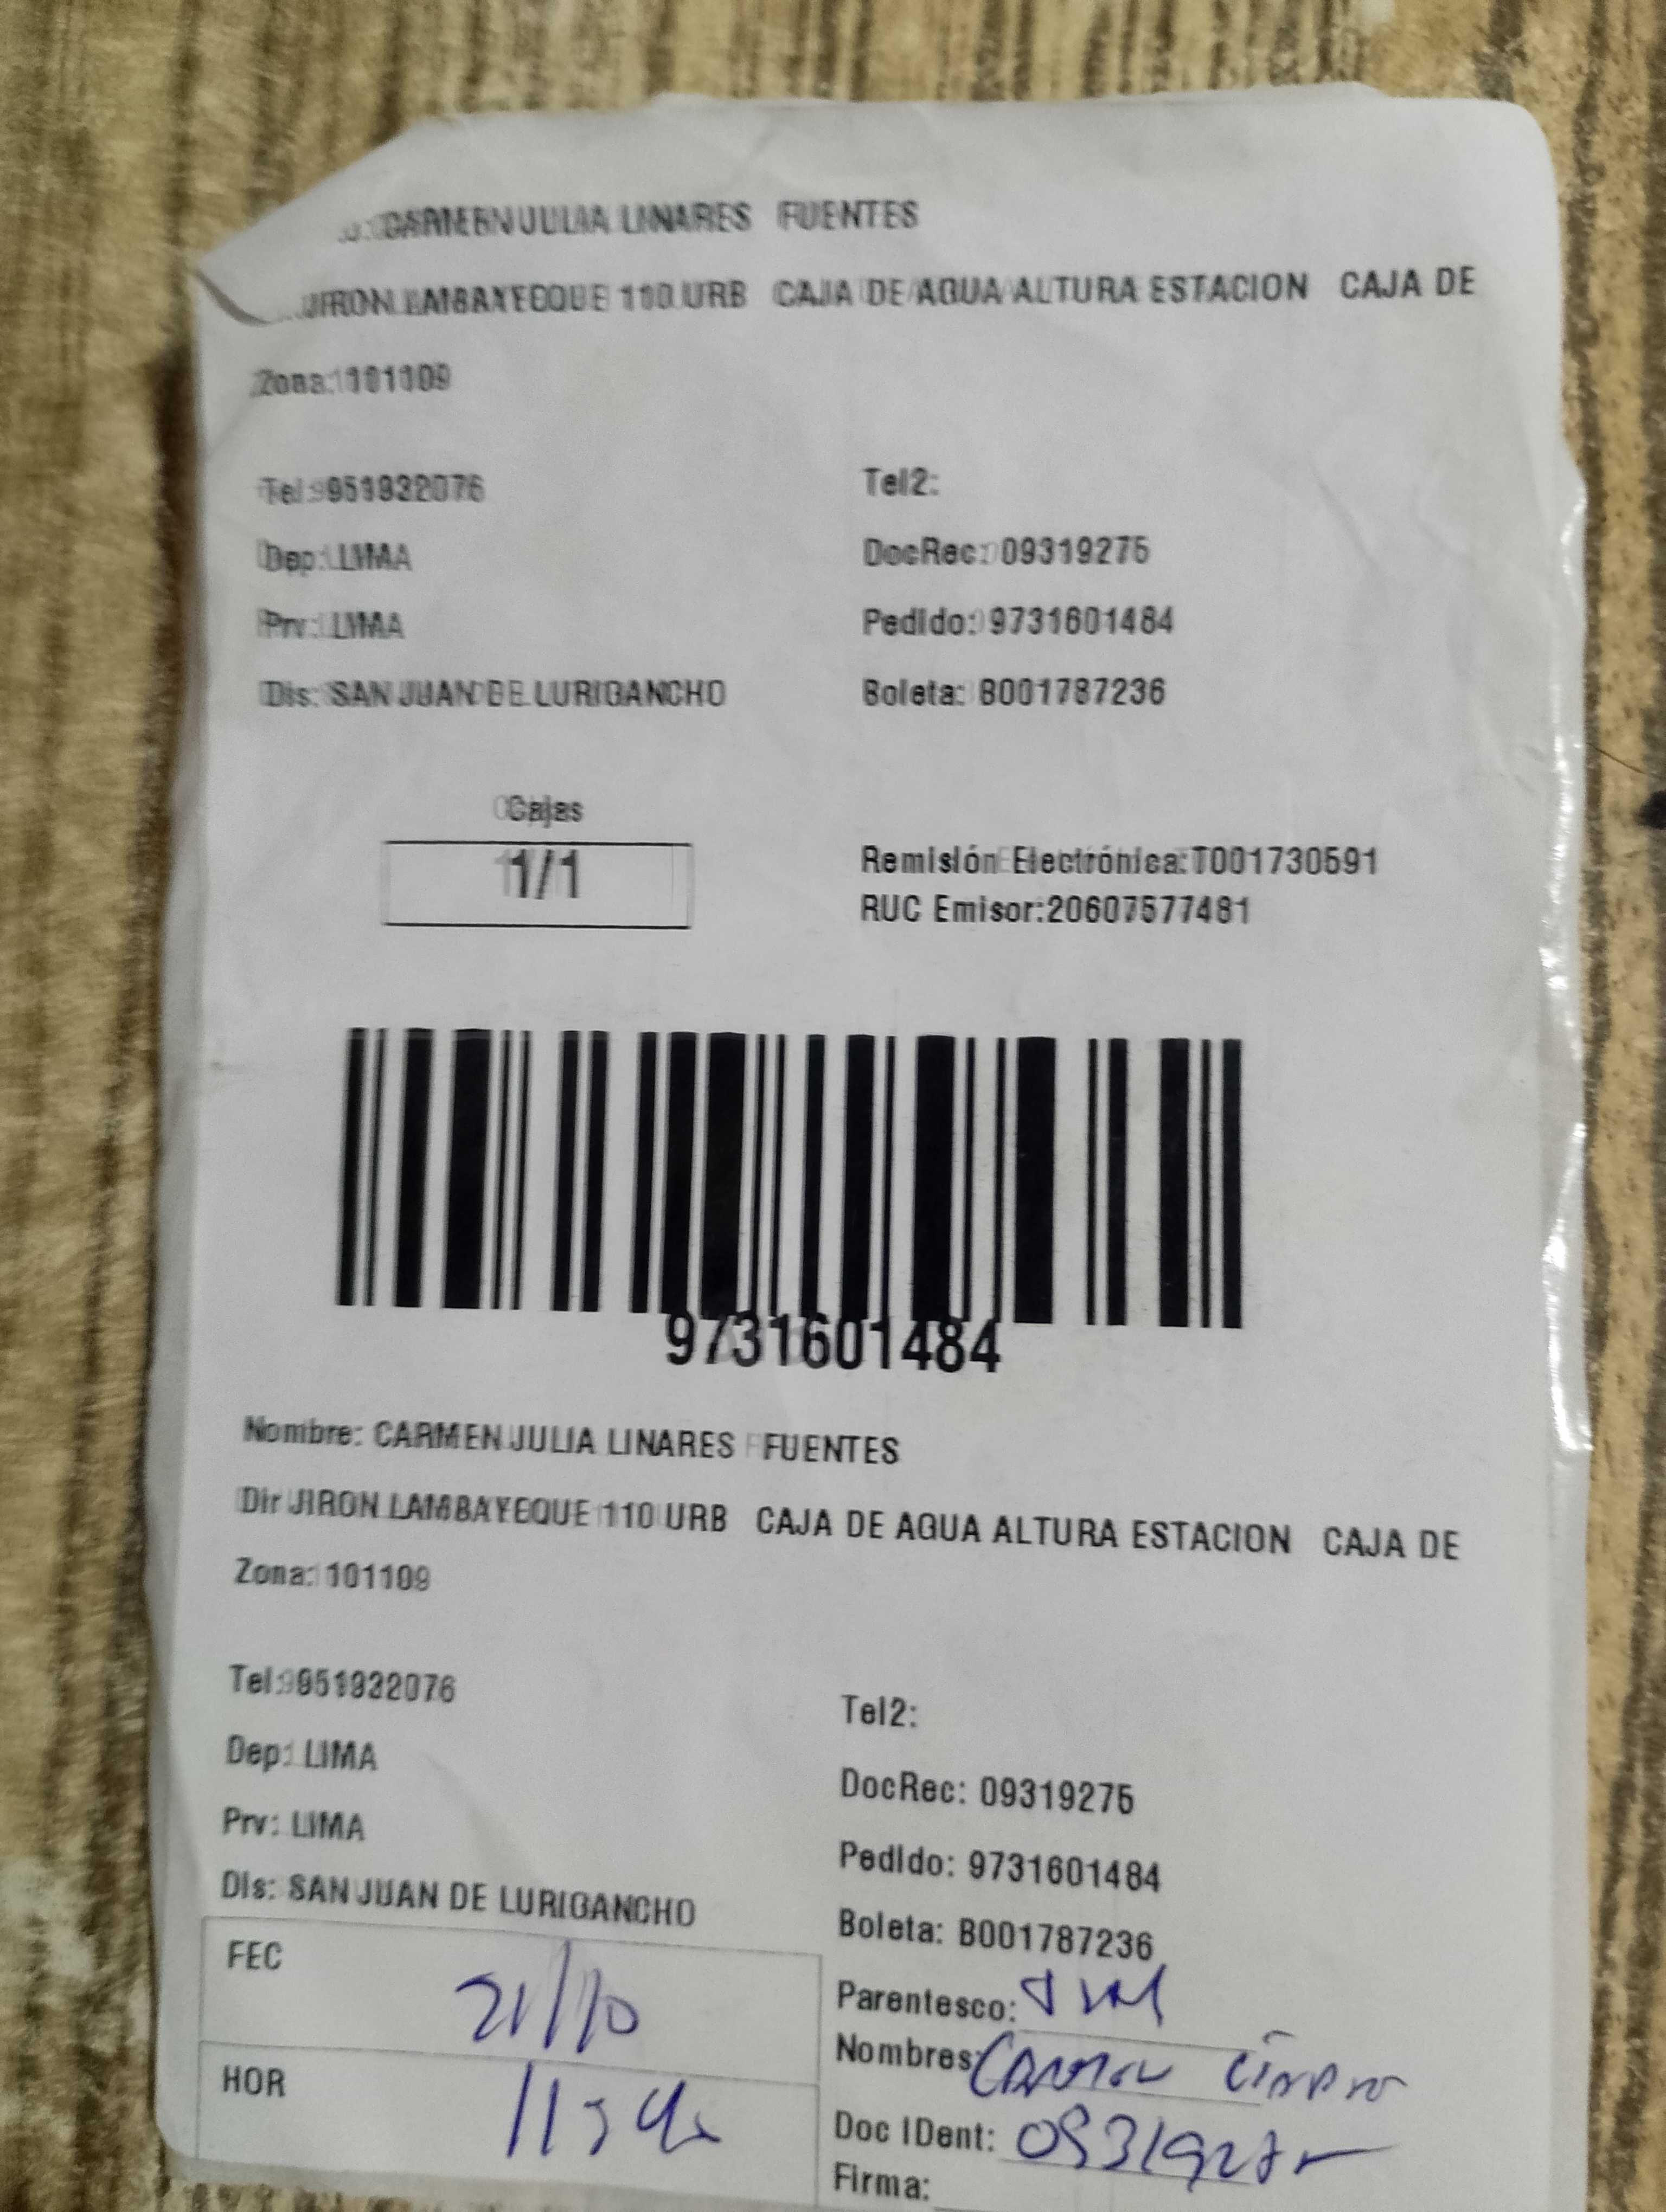 CARMEN JULIA LINARES FUENTES
JIRON LAMBAYEQUE 110 URB CAJA DE AGUA ALTURA ESTACION CAJA DE
Zona: 101109
Tel: 951932076 Tel2:
Dep: LIMA DocRec: 09319275
Prv: LIMA Pedido: 9731601484
Dis: SAN JUAN DE LURIGANCHO Boleta: B001787236
Cajas
1/1
Remisión Electrónica:T001730591
RUC Emisor:20607577481
9731601484
Nombre: CARMEN JULIA LINARES FUENTES
Dir JIRON LAMBAYEQUE 110 URB CAJA DE AGUA ALTURA ESTACION CAJA DE
Zona: 101109
Tel: 951932076 Tel2:
Dep: LIMA DocRec: 09319275
Prv: LIMA Pedido: 9731601484
Dis: SAN JUAN DE LURIGANCHO Boleta: B001787236
FEC 21/10
Parentesco:
Nombres: Carmen
HOR
Doc IDent: 09319275
Firma: